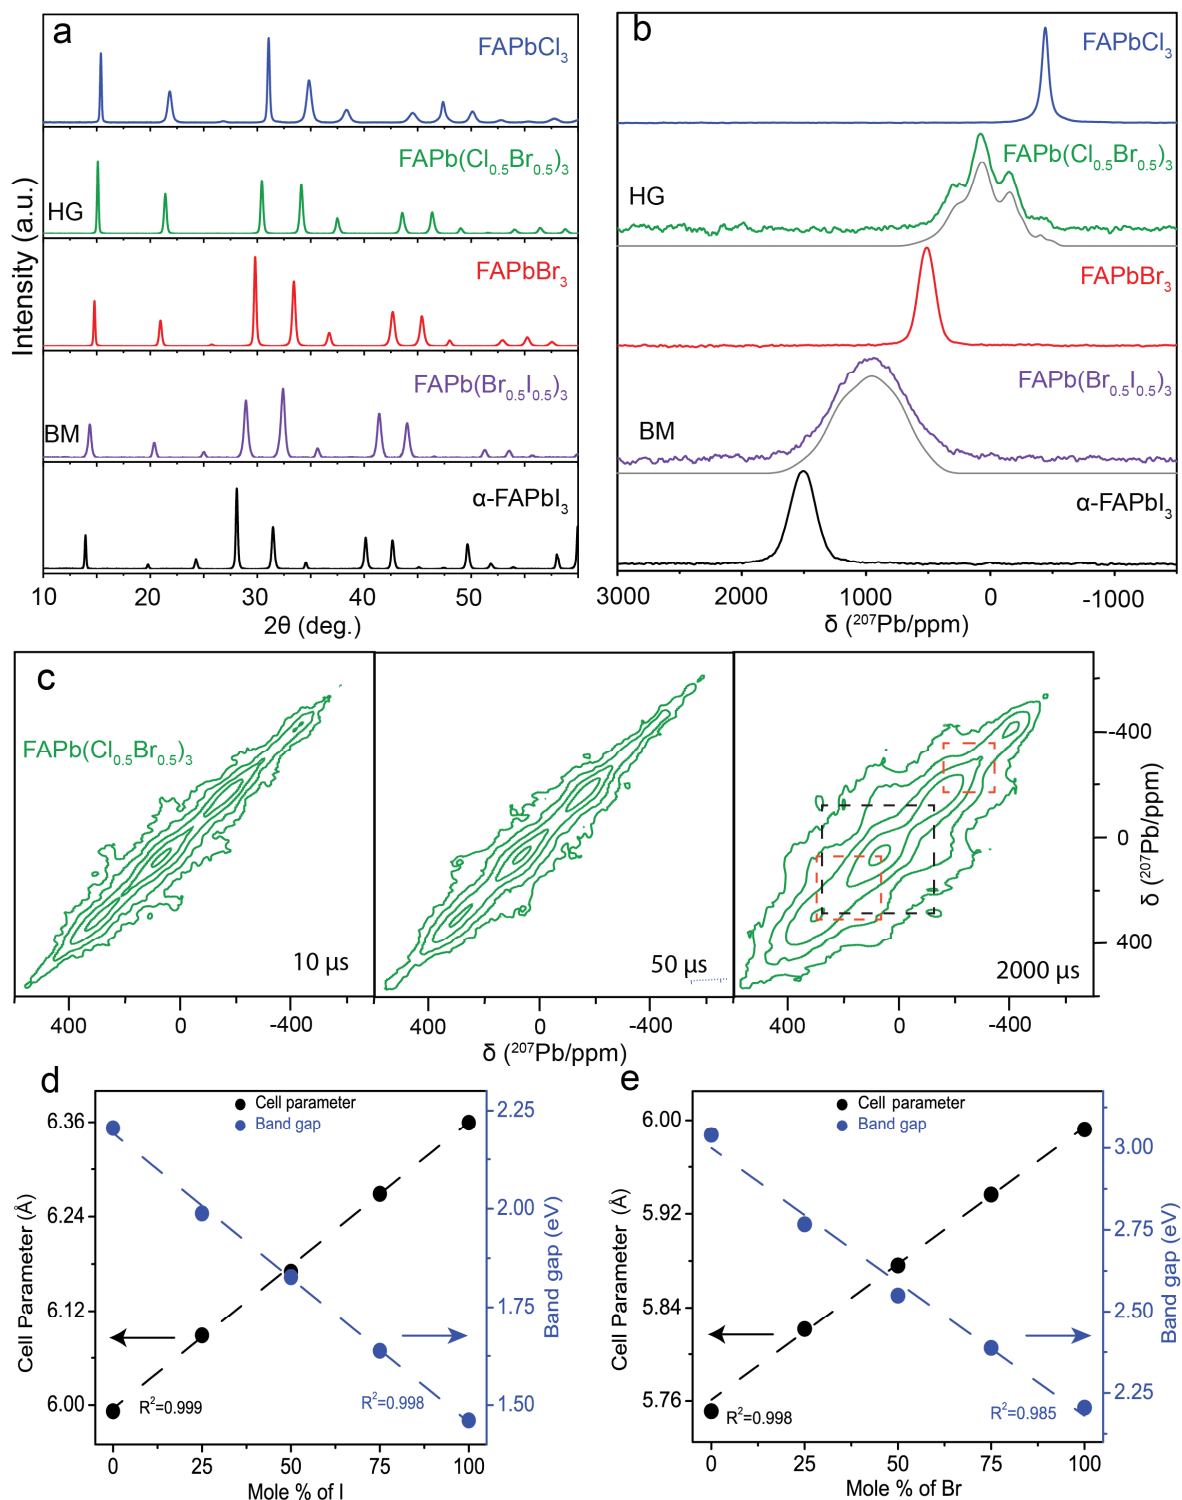 a
FAPbCl3
FAPb(Cl0.5Br0.5)3
HG
FAPbBr3
FAPb(Br0.5I0.5)3
BM
α-FAPbI3
Intensity (a.u.)
10 20 30 40 50
2θ (deg.)
b
FAPbCl3
FAPb(Cl0.5Br0.5)3
HG
FAPbBr3
FAPb(Br0.5I0.5)3
BM
α-FAPbI3
3000 2000 1000 0 -1000
δ (207Pb/ppm)
c
FAPb(Cl0.5Br0.5)3
10 µs
50 µs
2000 µs
-400
0
400
δ (207Pb/ppm)
400 0 -400
400 0 -400
400 0 -400
δ (207Pb/ppm)
d
Cell parameter
Band gap
6.36
6.24
6.12
6.00
Cell Parameter (Å)
2.25
2.00
1.75
1.50
Band gap (eV)
R2=0.999
R2=0.998
0 25 50 75 100
Mole % of I
e
Cell parameter
Band gap
6.00
5.92
5.84
5.76
Cell Parameter (Å)
3.00
2.75
2.50
2.25
Band gap (eV)
R2=0.998
R2=0.985
0 25 50 75 100
Mole % of Br